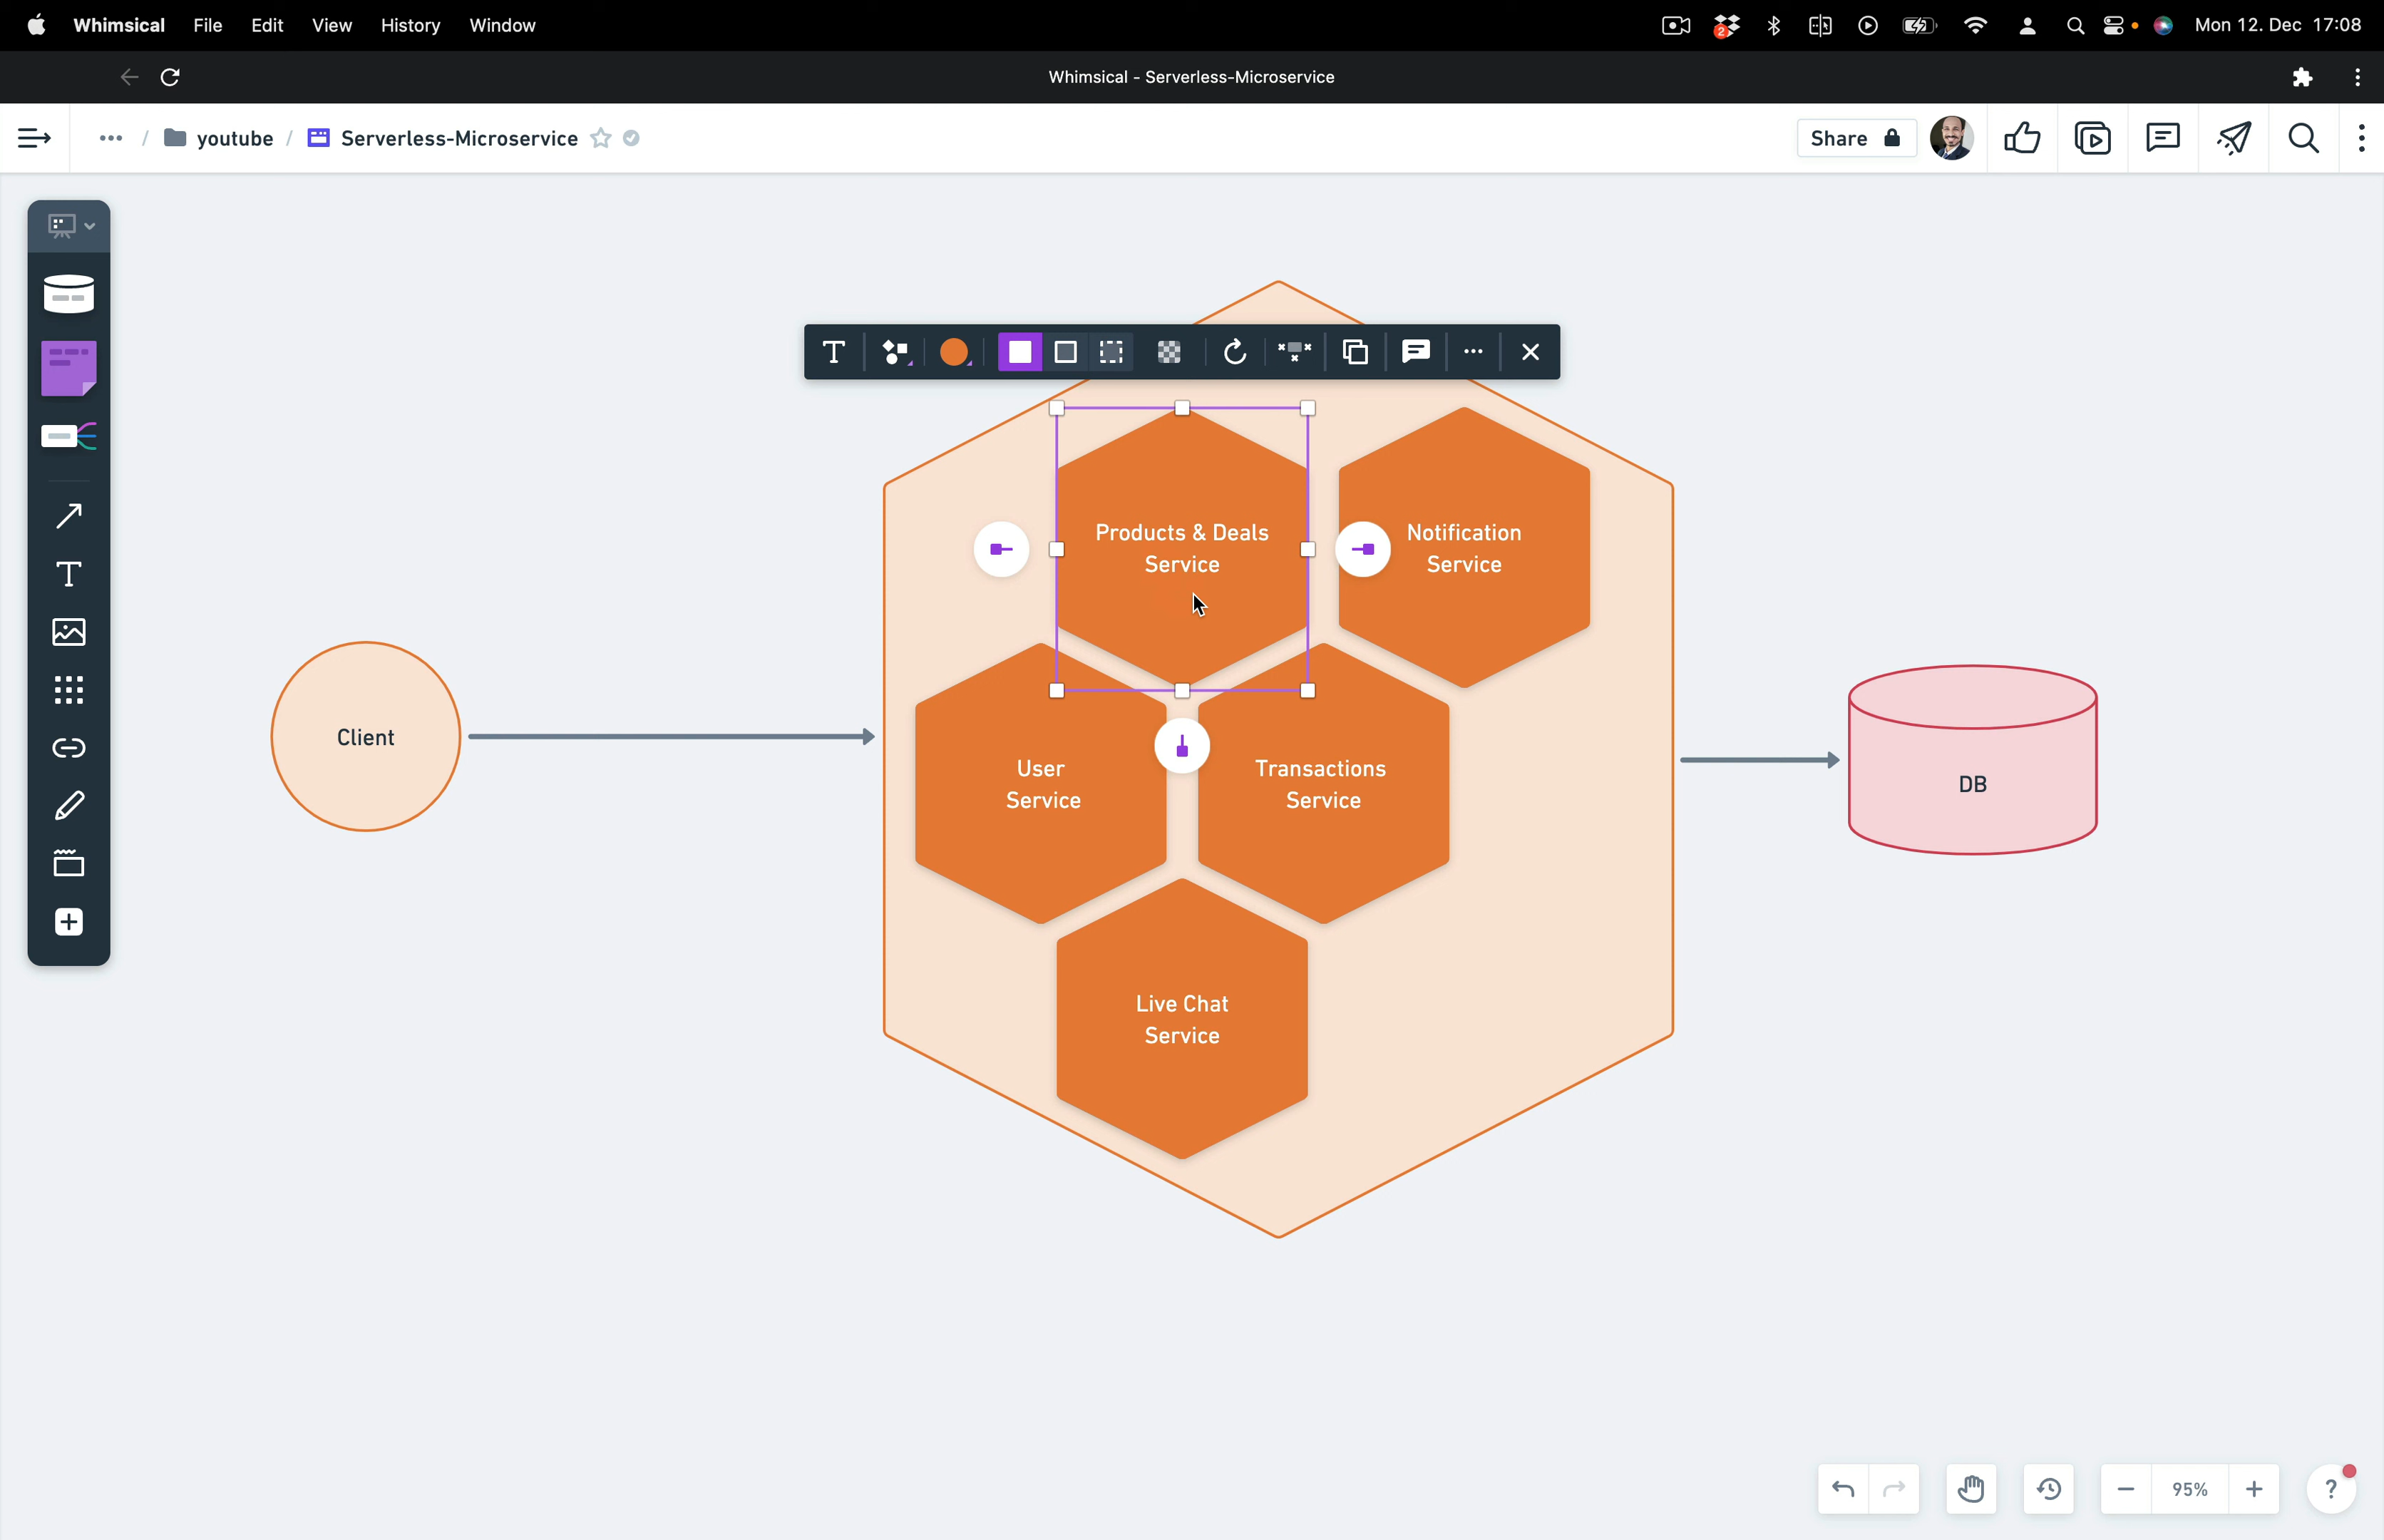 Whimsical File Edit View History Window
2
Mon 12. Dec 17:08
Whimsical - Serverless-Microservice
... / youtube / Serverless-Microservice
Share
T
T
Products & Deals
Service
Notification
Service
Client
User
Service
Transactions
Service
DB
Live Chat
Service
95%
?